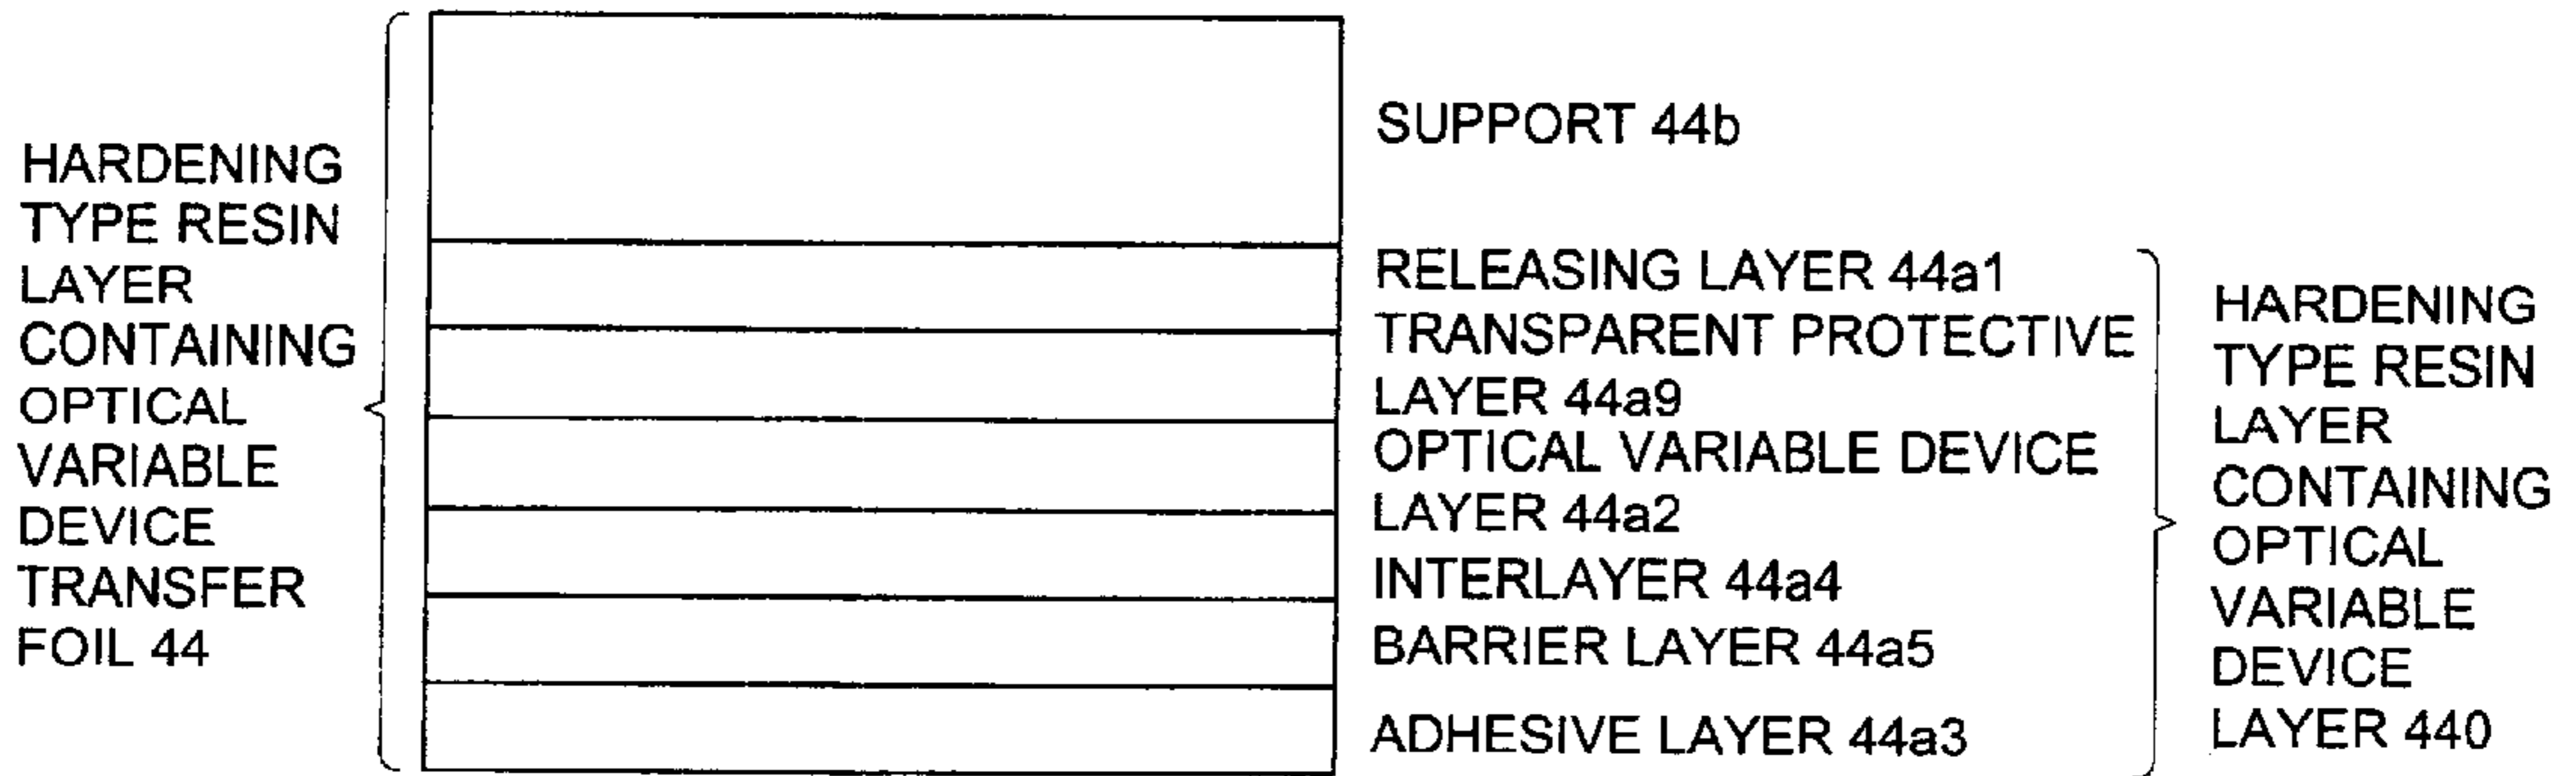 HARDENING
TYPE RESIN
LAYER
CONTAINING
OPTICAL
VARIABLE
DEVICE
TRANSFER
FOIL 44
SUPPORT 44b
RELEASING LAYER 44a1
TRANSPARENT PROTECTIVE
LAYER 44a9
OPTICAL VARIABLE DEVICE
LAYER 44a2
INTERLAYER 44a4
BARRIER LAYER 44a5
ADHESIVE LAYER 44a3
HARDENING
TYPE RESIN
LAYER
CONTAINING
OPTICAL
VARIABLE
DEVICE
LAYER 440